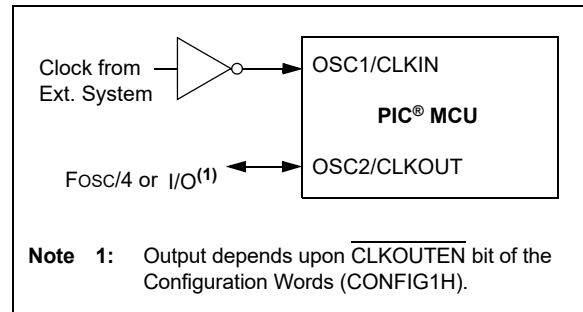 Clock from
Ext. System
OSC1/CLKIN
PIC® MCU
FOSC/4 or I/O(1)
OSC2/CLKOUT
Note 1: Output depends upon CLKOUTEN bit of the
Configuration Words (CONFIG1H).